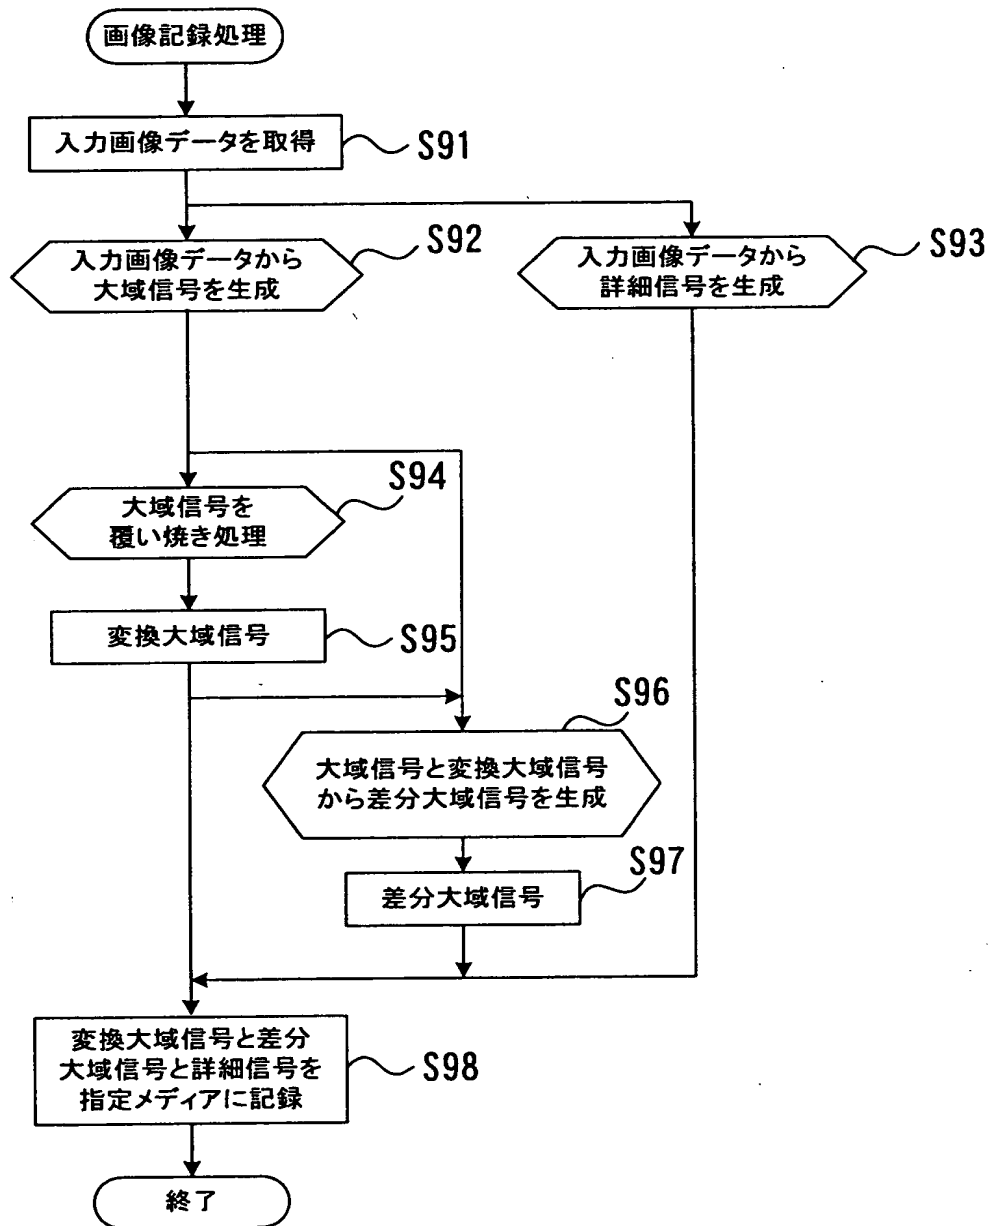 画像記録処理
入力画像データを取得
S91
入力画像データから
大域信号を生成
S92
入力画像データから
詳細信号を生成
S93
大域信号を
覆い焼き処理
S94
変換大域信号
S95
大域信号と変換大域信号
から差分大域信号を生成
S96
差分大域信号
S97
変換大域信号と差分
大域信号と詳細信号を
指定メディアに記録
S98
終了